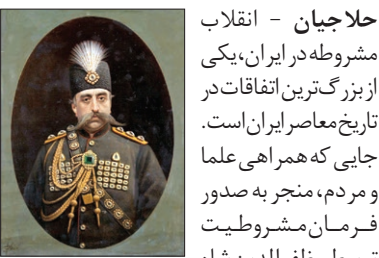 حلاجیان - انقلاب
مشروطه در ایران، یکی
از بزرگ‌ترین اتفاقات در
تاریخ معاصر ایران است.
جایی که همراهی علما
و مردم، منجر به صدور
فرمان مشروطیت